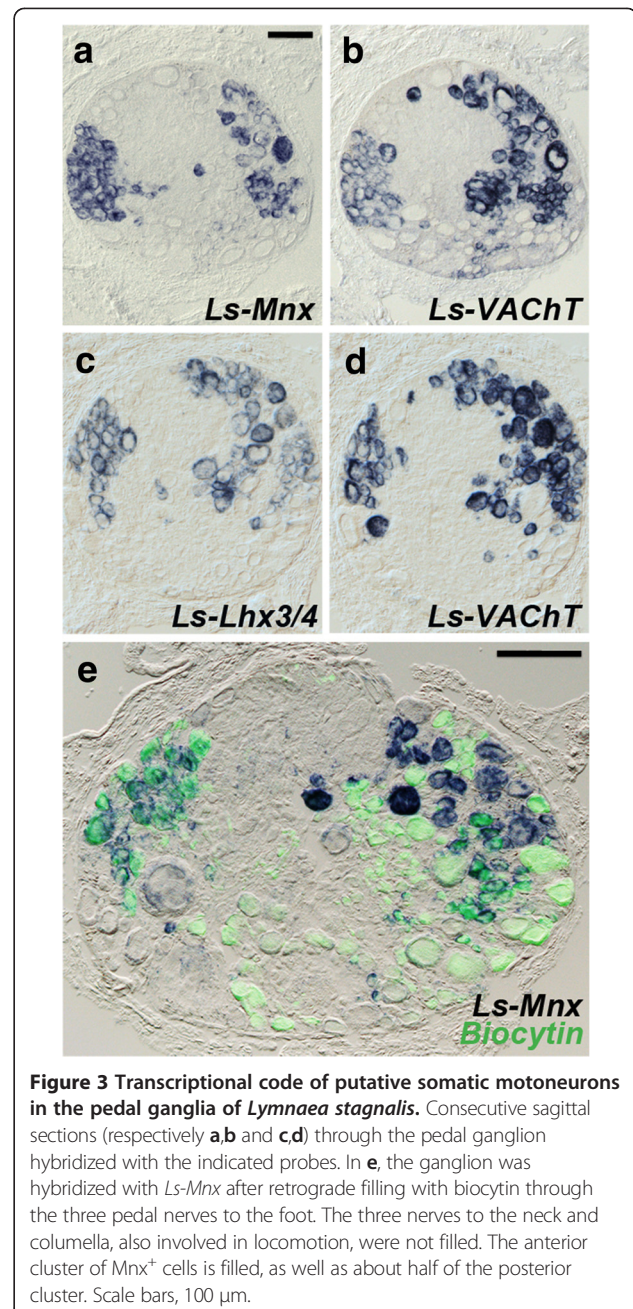 a
b
Ls-Mnx
Ls-VAChT
c
d
Ls-Lhx3/4
Ls-VAChT
e
Ls-Mnx
Biocytin
Figure 3 Transcriptional code of putative somatic motoneurons
in the pedal ganglia of Lymnaea stagnalis. Consecutive sagittal
sections (respectively a,b and c,d) through the pedal ganglion
hybridized with the indicated probes. In e, the ganglion was
hybridized with Ls-Mnx after retrograde filling with biocytin through
the three pedal nerves to the foot. The three nerves to the neck and
columella, also involved in locomotion, were not filled. The anterior
cluster of Mnx+ cells is filled, as well as about half of the posterior
cluster. Scale bars, 100 μm.